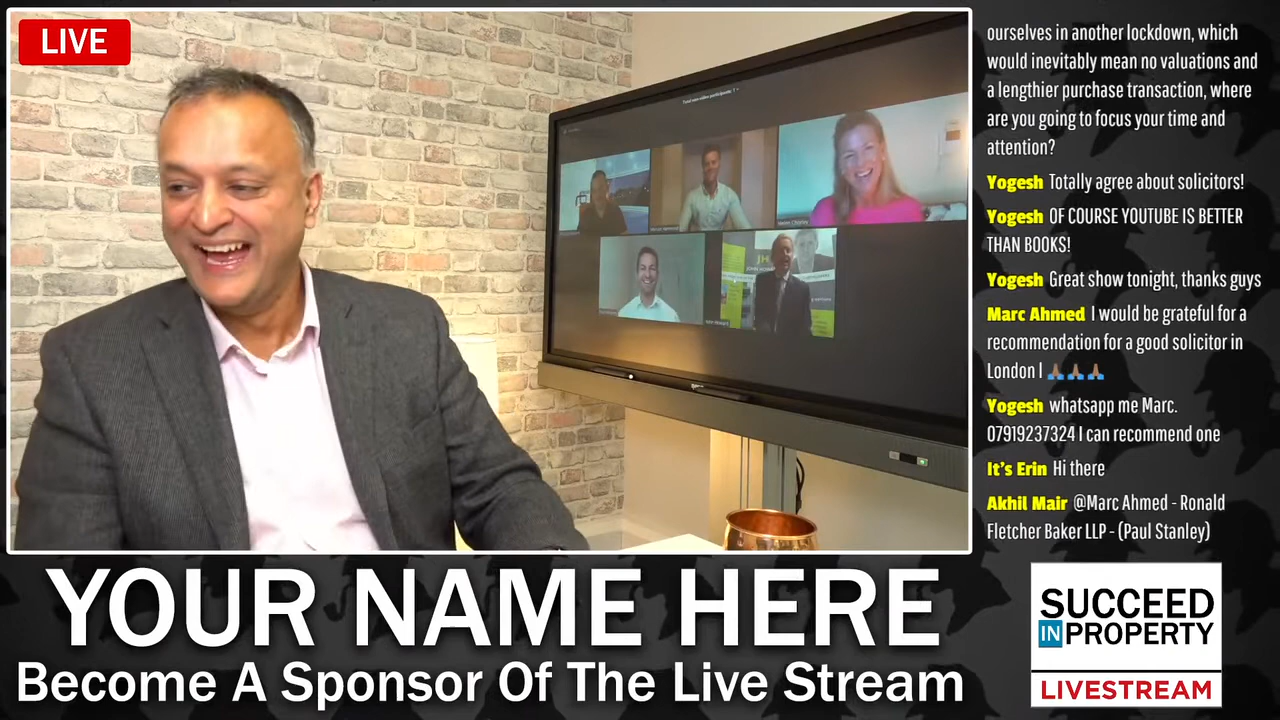 LIVE
ourselves in another lockdown, which
would inevitably mean no valuations and
a lengthier purchase transaction, where
are you going to focus your time and
attention?
Yogesh Totally agree about solicitors!
Yogesh OF COURSE YOUTUBE IS BETTER
THAN BOOKS!
Yogesh Great show tonight, thanks guys
Marc Ahmed I would be grateful for a
recommendation for a good solicitor in
London I 🙏🏽🙏🏽🙏🏽
Yogesh whatsapp me Marc.
07919237324 I can recommend one
It's Erin Hi there
Akhil Mair @Marc Ahmed - Ronald
Fletcher Baker LLP - (Paul Stanley)
YOUR NAME HERE
Become A Sponsor Of The Live Stream
SUCCEED
IN PROPERTY
LIVESTREAM